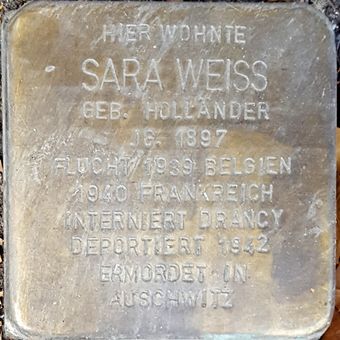 HIER WOHNTE
SARA WEISS
GEB. HOLLÄNDER
JG. 1897
FLUCHT 1939 BELGIEN
1940 FRANKREICH
INTERNIERT DRANCY
DEPORTIERT 1942
ERMORDET IN
AUSCHWITZ